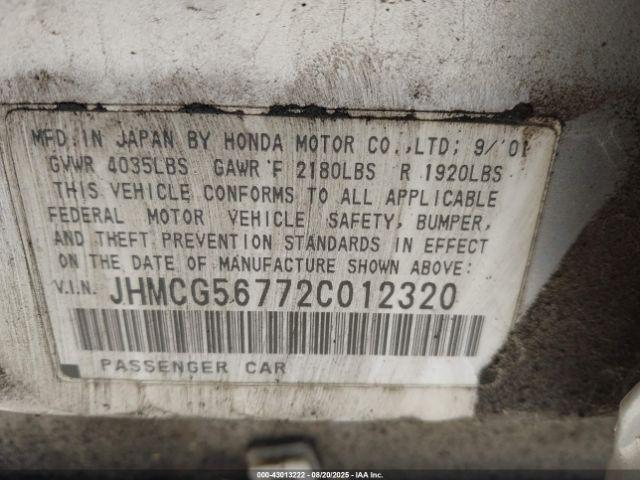 MFD. IN JAPAN BY HONDA MOTOR CO.,LTD; 9/ 01
GVWR 4035LBS GAWR F 2180LBS R 1920LBS
THIS VEHICLE CONFORMS TO ALL APPLICABLE
FEDERAL MOTOR VEHICLE SAFETY, BUMPER,
AND THEFT PREVENTION STANDARDS IN EFFECT
ON THE DATE OF MANUFACTURE SHOWN ABOVE:
V.I.N. JHMCG56772C012320
PASSENGER CAR
000-43013222 - 08/20/2025 - IAA Inc.